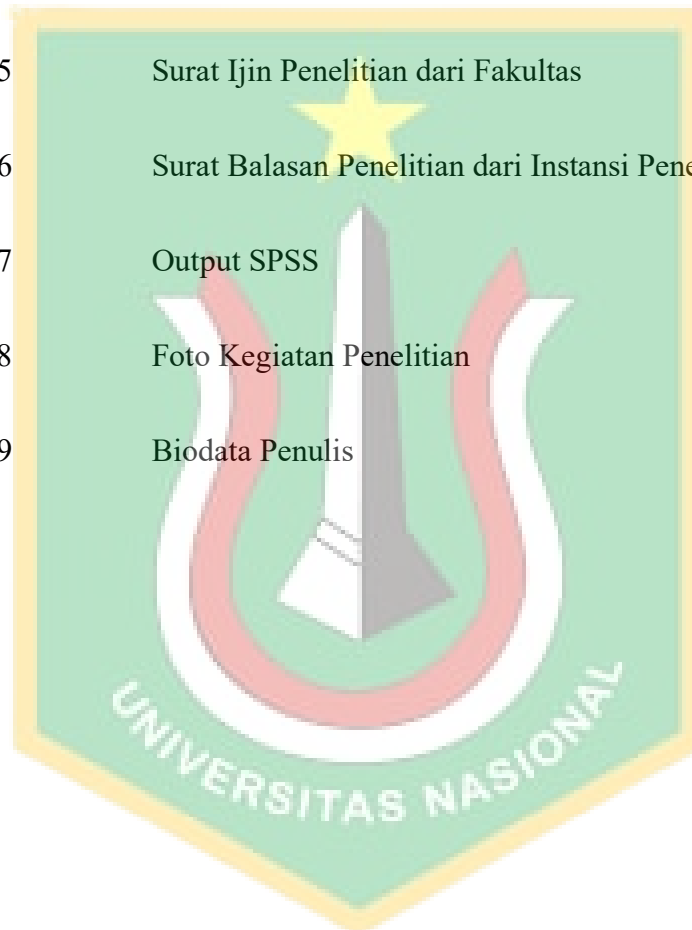 5 Surat Ijin Penelitian dari Fakultas
6 Surat Balasan Penelitian dari Instansi
7 Output SPSS
8 Foto Kegiatan Penelitian
9 Biodata Penulis
UNIVERSITAS NASIONAL